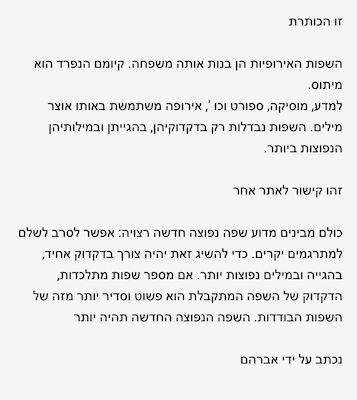 זו הכותרת
השפות האירופיות הן בנות אותה משפחה. קיומם הנפרד הוא
מיתוס.
למדע, מוסיקה, ספורט וכו ', אירופה משתמשת באותו אוצר
מילים. השפות נבדלות רק בדקדוקיהן, בהגייתן ובמילותיהן
הנפוצות ביותר.
זהו קישור לאתר אחר
כולם מבינים מדוע שפה נפוצה חדשה רצויה: אפשר לסרב לשלם
למתרגמים יקרים. כדי להשיג זאת יהיה צורך בדקדוק אחיד,
בהגייה ובמילים נפוצות יותר. אם מספר שפות מתלכדות,
הדקדוק של השפה המתקבלת הוא פשוט וסדיר יותר מזה של
השפות הבודדות. השפה הנפוצה החדשה תהיה יותר
נכתב על ידי אברהם